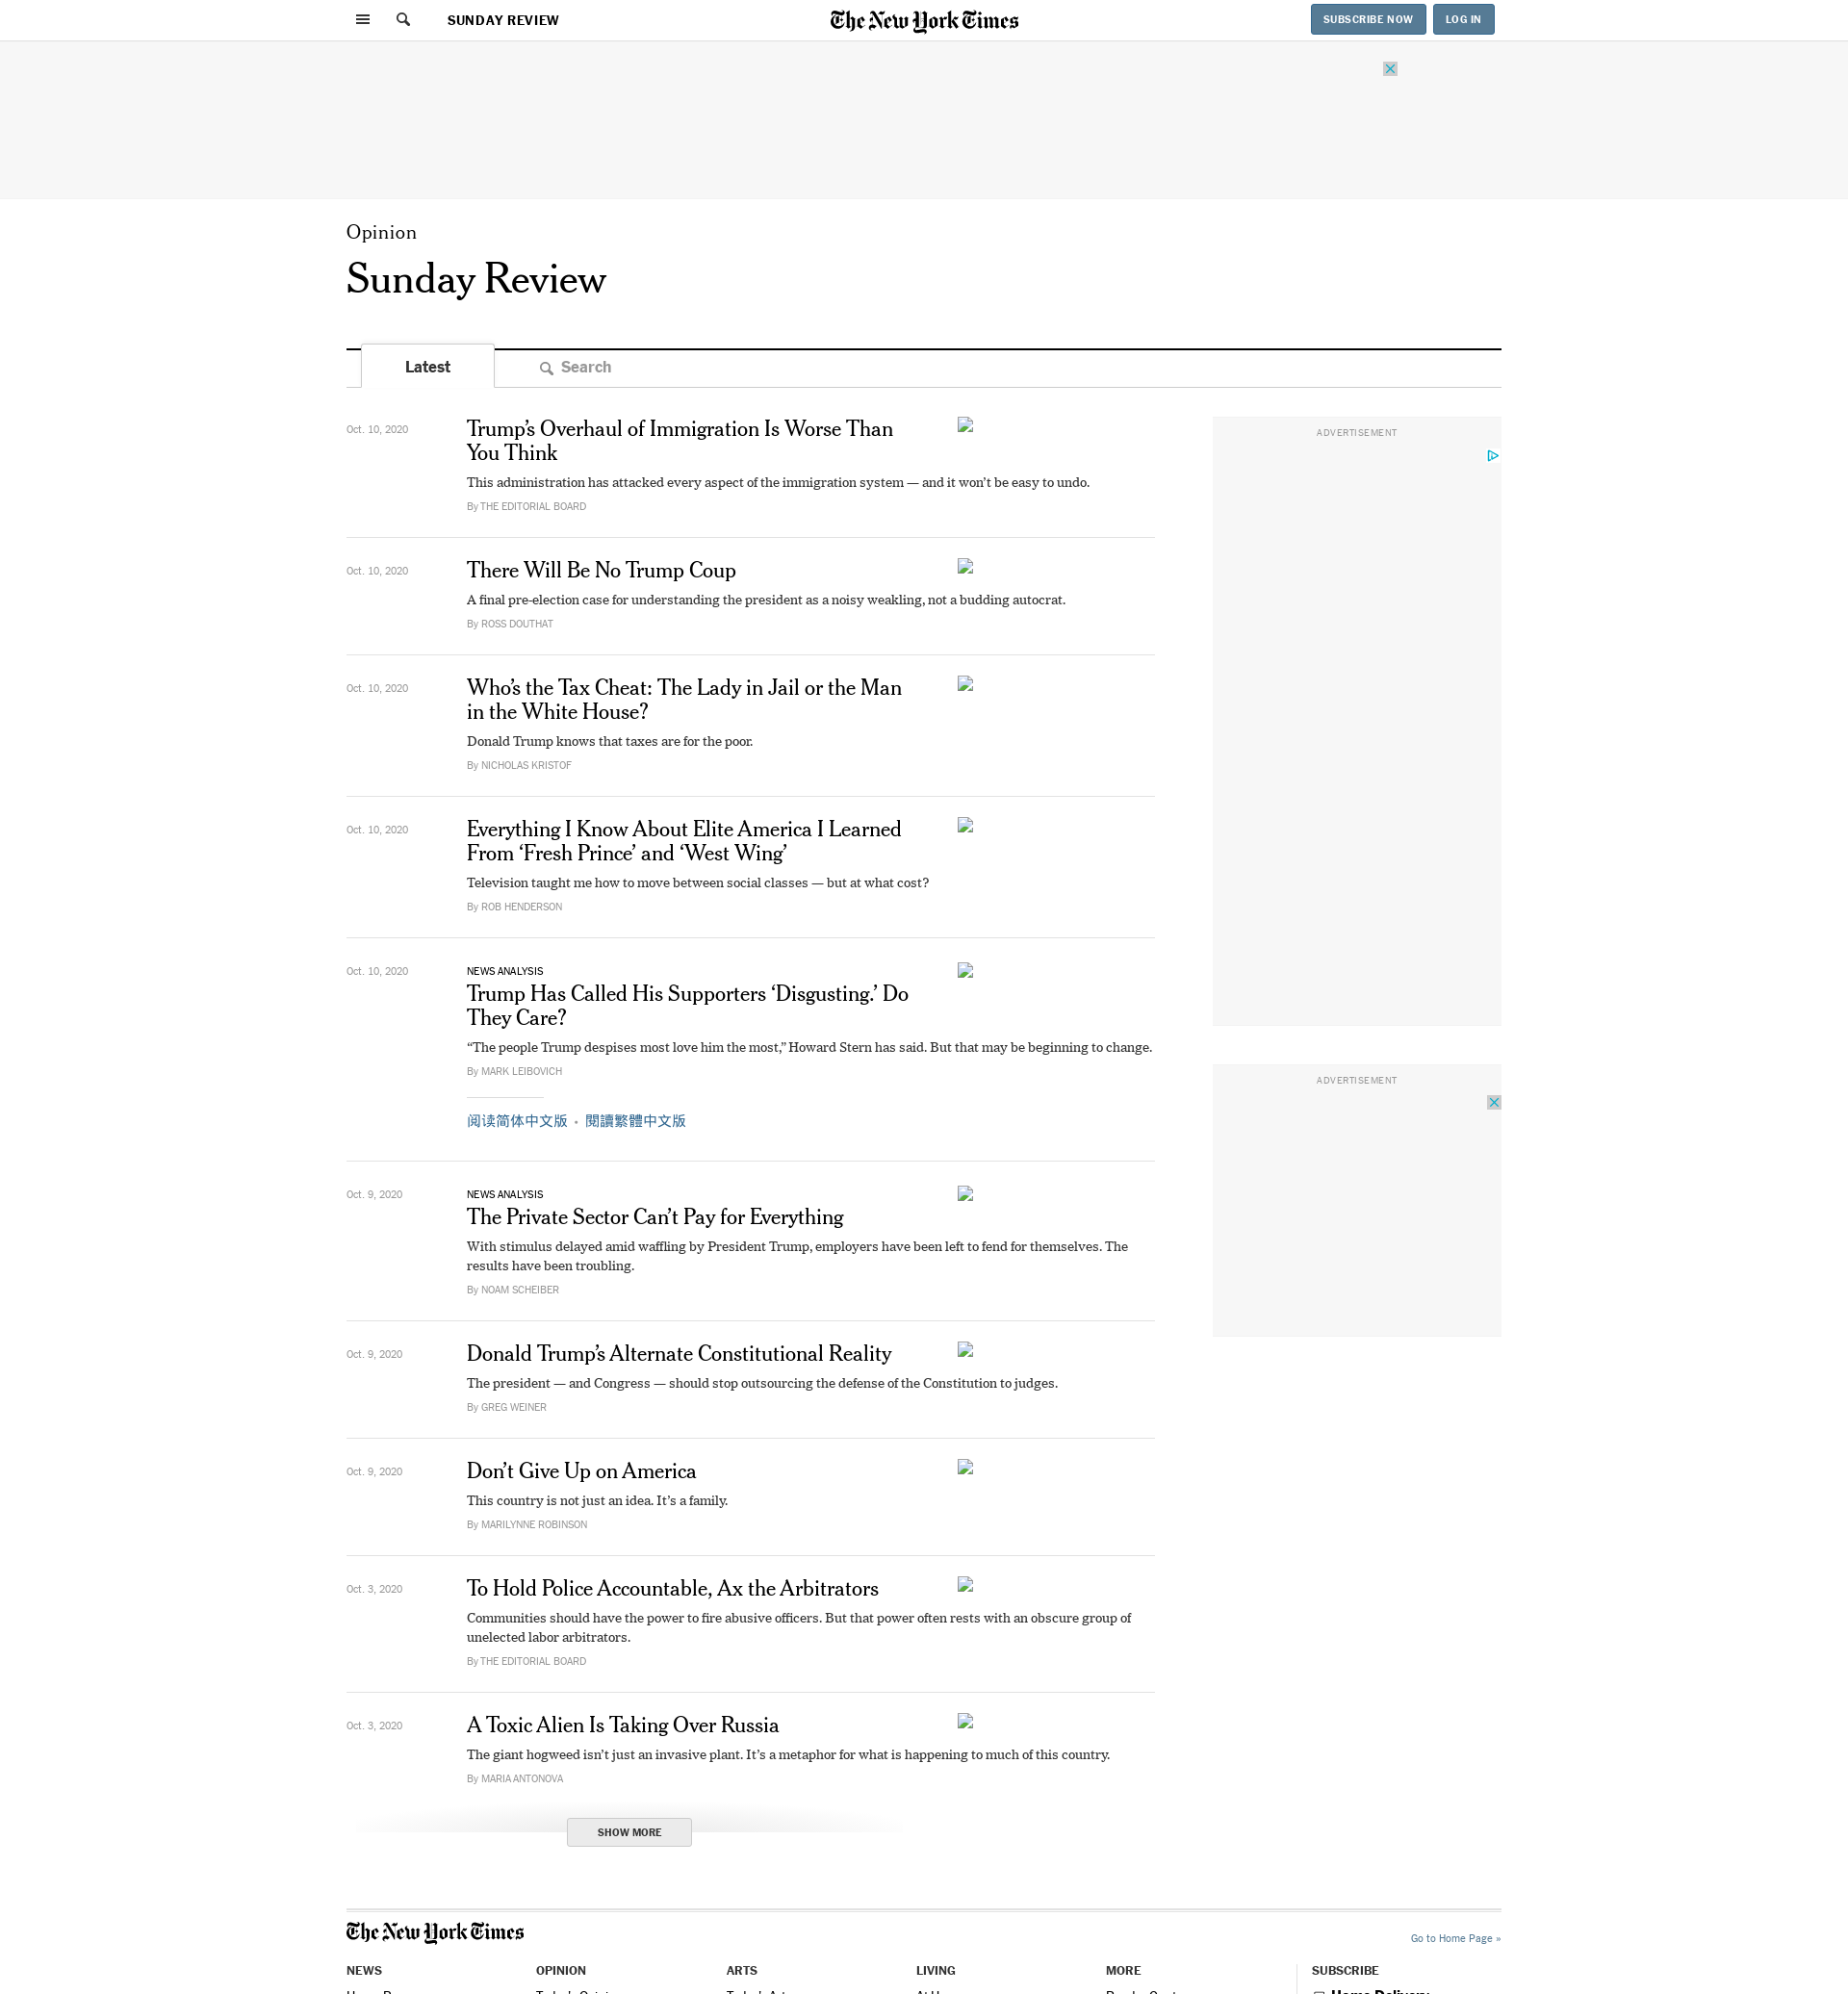 SUNDAY REVIEW
The New York Times
SUBSCRIBE NOW
LOG IN
Opinion
Sunday Review
Latest
Search
Oct. 10, 2020
Trump’s Overhaul of Immigration Is Worse Than
You Think
This administration has attacked every aspect of the immigration system — and it won’t be easy to undo.
By THE EDITORIAL BOARD
Oct. 10, 2020
There Will Be No Trump Coup
A final pre-election case for understanding the president as a noisy weakling, not a budding autocrat.
By ROSS DOUTHAT
Oct. 10, 2020
Who’s the Tax Cheat: The Lady in Jail or the Man
in the White House?
Donald Trump knows that taxes are for the poor.
By NICHOLAS KRISTOF
Oct. 10, 2020
Everything I Know About Elite America I Learned
From ‘Fresh Prince’ and ‘West Wing’
Television taught me how to move between social classes — but at what cost?
By ROB HENDERSON
Oct. 10, 2020
NEWS ANALYSIS
Trump Has Called His Supporters ‘Disgusting.’ Do
They Care?
“The people Trump despises most love him the most,” Howard Stern has said. But that may be beginning to change.
By MARK LEIBOVICH
阅读简体中文版 • 閱讀繁體中文版
Oct. 9, 2020
NEWS ANALYSIS
The Private Sector Can’t Pay for Everything
With stimulus delayed amid waffling by President Trump, employers have been left to fend for themselves. The
results have been troubling.
By NOAM SCHEIBER
Oct. 9, 2020
Donald Trump’s Alternate Constitutional Reality
The president — and Congress — should stop outsourcing the defense of the Constitution to judges.
By GREG WEINER
Oct. 9, 2020
Don’t Give Up on America
This country is not just an idea. It’s a family.
By MARILYNNE ROBINSON
Oct. 3, 2020
To Hold Police Accountable, Ax the Arbitrators
Communities should have the power to fire abusive officers. But that power often rests with an obscure group of
unelected labor arbitrators.
By THE EDITORIAL BOARD
Oct. 3, 2020
A Toxic Alien Is Taking Over Russia
The giant hogweed isn’t just an invasive plant. It’s a metaphor for what is happening to much of this country.
By MARIA ANTONOVA
SHOW MORE
ADVERTISEMENT
ADVERTISEMENT
The New York Times
Go to Home Page »
NEWS
OPINION
ARTS
LIVING
MORE
SUBSCRIBE
Home Delivery